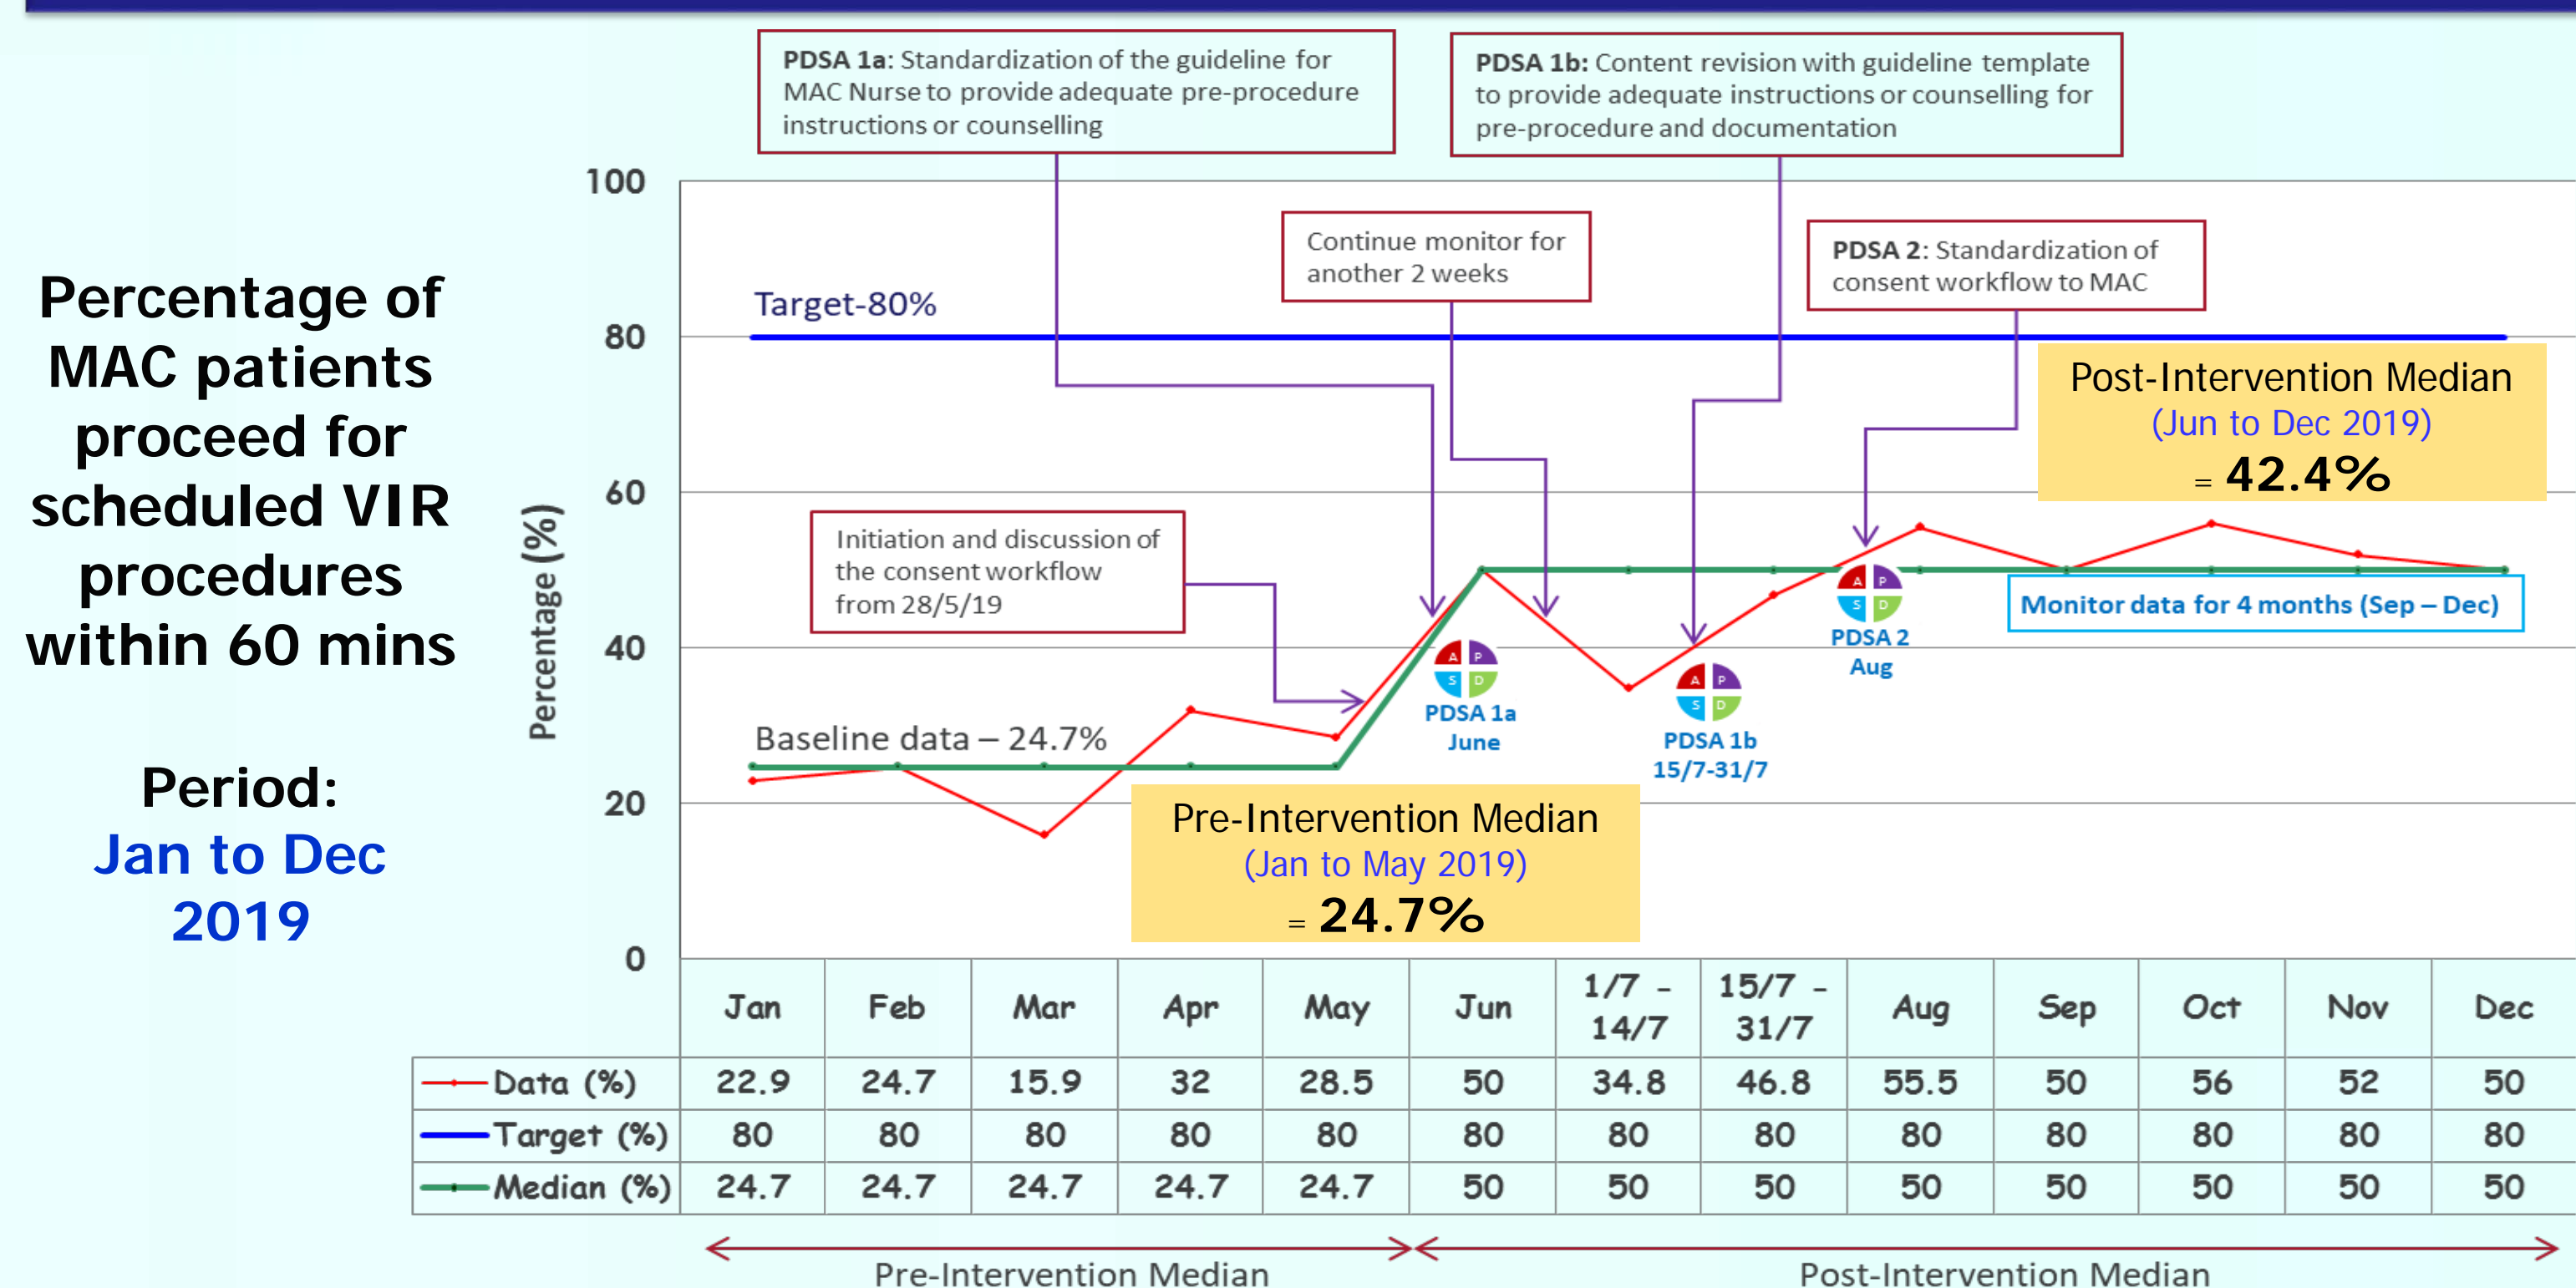 PDSA 1a: Standardization of the guideline for
MAC Nurse to provide adequate pre-procedure
instructions or counselling
PDSA 1b: Content revision with guideline template
to provide adequate instructions or counselling for
pre-procedure and documentation
Percentage of
MAC patients
proceed for
scheduled VIR
procedures
within 60 mins
Period:
Jan to Dec
2019
Percentage (%)
100
80
60
40
20
0
Continue monitor for
another 2 weeks
PDSA 2: Standardization of
consent workflow to MAC
Target-80%
Post-Intervention Median
(Jun to Dec 2019)
= 42.4%
Initiation and discussion of
the consent workflow
from 28/5/19
Monitor data for 4 months (Sep – Dec)
A P
S D
PDSA 2
Aug
A P
S D
PDSA 1a
June
A P
S D
PDSA 1b
15/7-31/7
Baseline data – 24.7%
Pre-Intervention Median
(Jan to May 2019)
= 24.7%
Jan Feb Mar Apr May Jun 1/7 - 15/7 - Aug Sep Oct Nov Dec
14/7 31/7
Data (%) 22.9 24.7 15.9 32 28.5 50 34.8 46.8 55.5 50 56 52 50
Target (%) 80 80 80 80 80 80 80 80 80 80 80 80 80
Median (%) 24.7 24.7 24.7 24.7 24.7 50 50 50 50 50 50 50 50
Pre-Intervention Median Post-Intervention Median